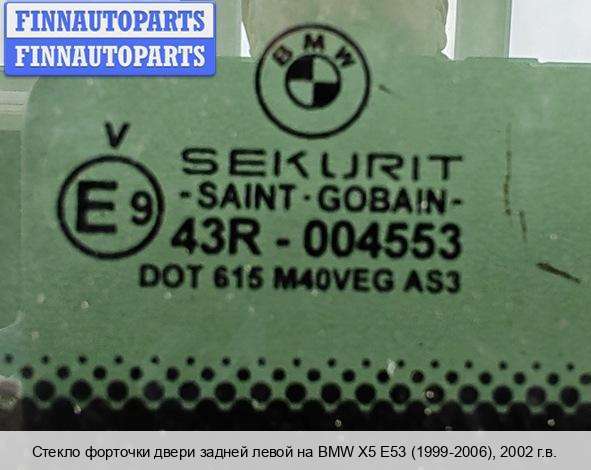 FINNAUTOPARTS
FINNAUTOPARTS
BMW
V
SEKURIT
E9
-SAINT·GOBAIN-
43R - 004553
DOT 615 M40VEG AS3
Стекло форточки двери задней левой на BMW X5 E53 (1999-2006), 2002 г.в.